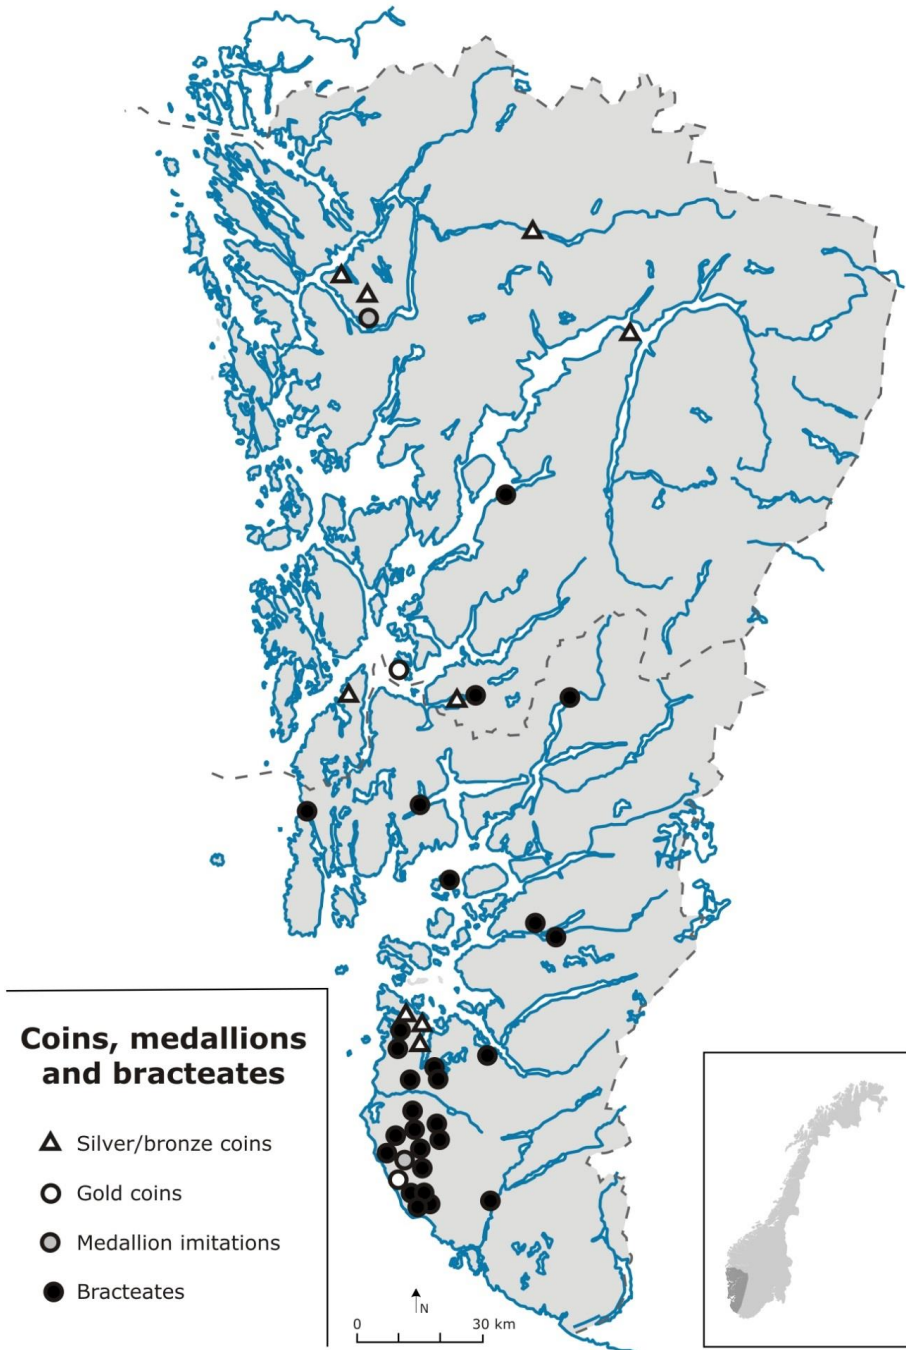 Coins, medallions
and bracteates
Silver/bronze coins
Gold coins
Medallion imitations
Bracteates
N
0 30 km